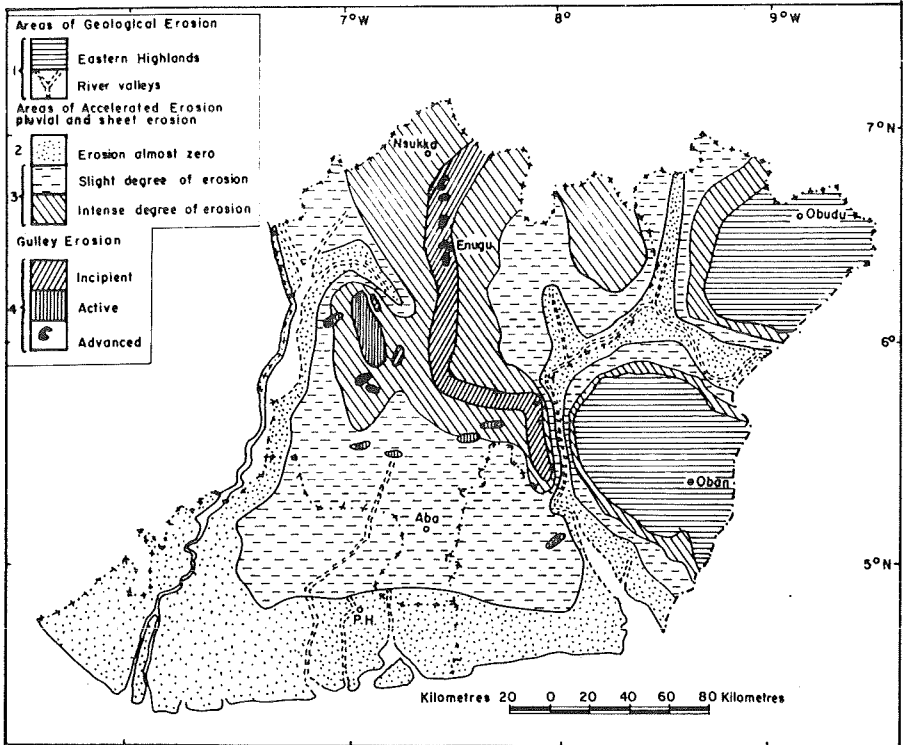 7°W
8°
9°W
Areas of Geological Erosion
1
Eastern Highlands
River valleys
Areas of Accelerated Erosion
pluvial and sheet erosion
2
Erosion almost zero
3
Slight degree of erosion
Intense degree of erosion
Gulley Erosion
4
Incipient
Active
Advanced
7°N
Nsukka
Obudu
Enugu
6°
Oban
Aba
5°N
P.H.
Kilometres 20 0 20 40 60 80 Kilometres